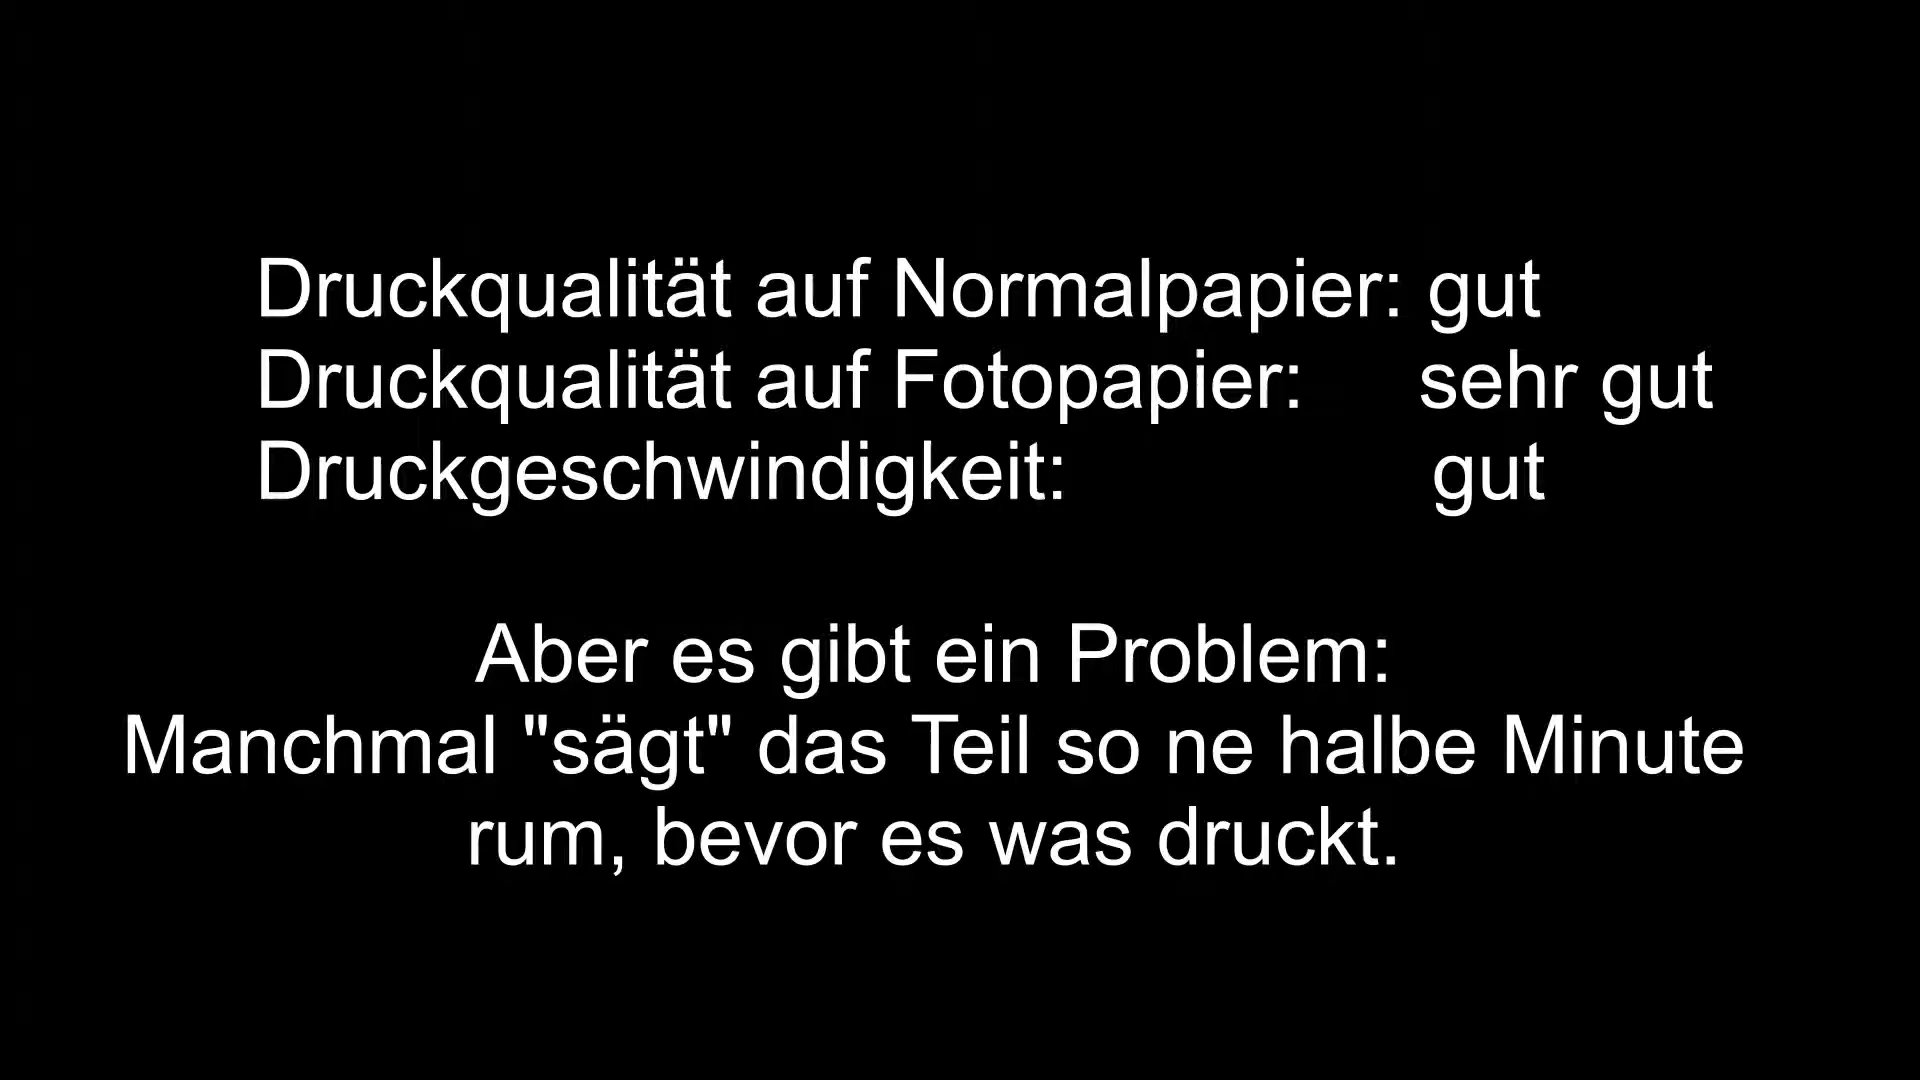 Druckqualität auf Normalpapier: gut
Druckqualität auf Fotopapier: sehr gut
Druckgeschwindigkeit: gut
Aber es gibt ein Problem:
Manchmal "sägt" das Teil so ne halbe Minute
rum, bevor es was druckt.